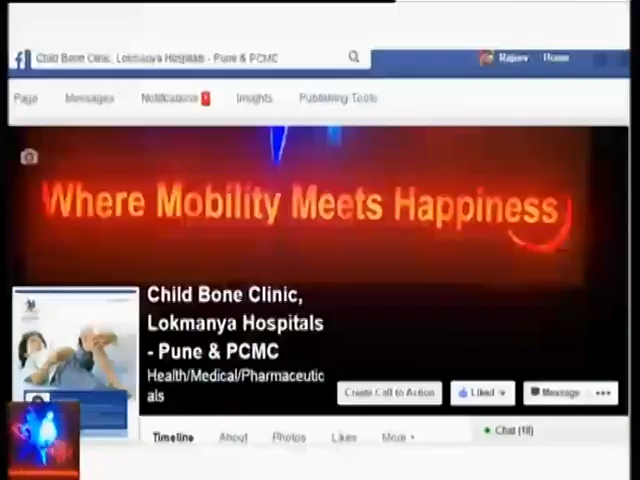 Child Bone Clinic, Lokmanya Hospitals - Pune & PCMC
Rajeev Home
Page Messages Notifications Insights Publishing Tools
Where Mobility Meets Happiness
Child Bone Clinic,
Lokmanya Hospitals
- Pune & PCMC
Health/Medical/Pharmaceutic
als
Create Call to Action Liked Message
Timeline About Photos Likes More
Chat (18)